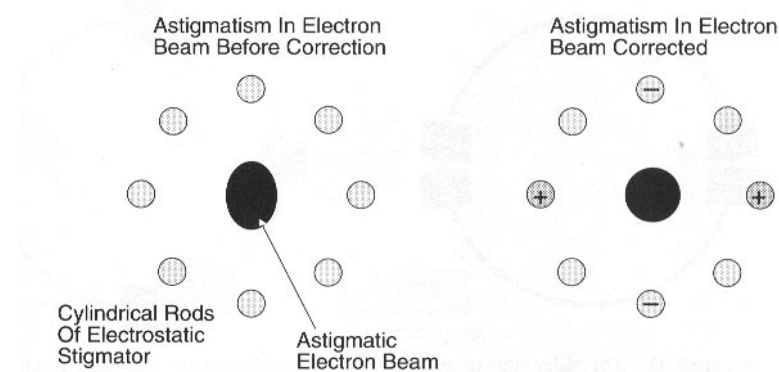 Astigmatism In Electron
Beam Before Correction
Astigmatism In Electron
Beam Corrected
−
+
+
−
Cylindrical Rods
Of Electrostatic
Stigmator
Astigmatic
Electron Beam